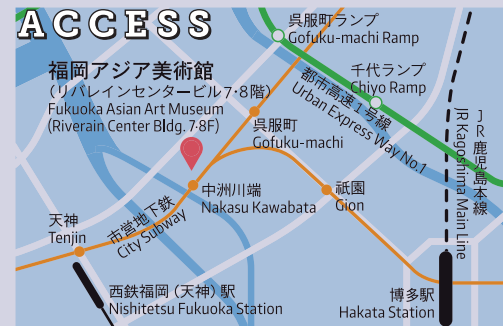 ACCESS
呉服町ランプ
Gofuku-machi Ramp
千代ランプ
Chiyo Ramp
福岡アジア美術館
（リバレインセンタービル7・8階）
Fukuoka Asian Art Museum
(Riverain Center Bldg. 7·8F)
都市高速1号線
Urban Express Way No.1
呉服町
Gofuku-machi
JR鹿児島本線
JR Kagoshima Main Line
中洲川端
Nakasu Kawabata
祇園
Gion
天神
Tenjin
市営地下鉄
City Subway
西鉄福岡（天神）駅
Nishitetsu Fukuoka Station
博多駅
Hakata Station